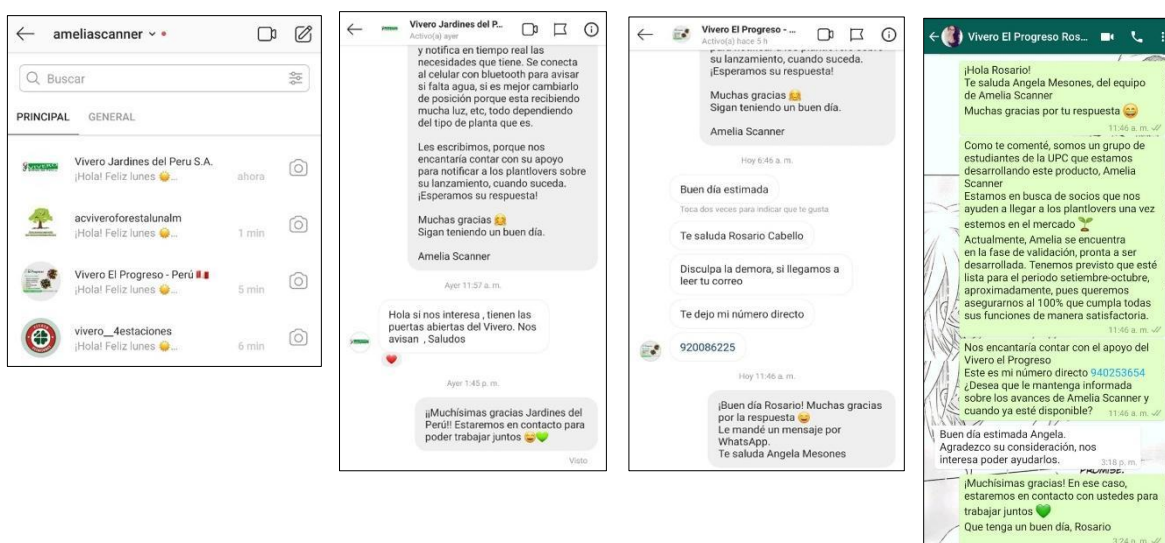 ameliascanner
Buscar
PRINCIPAL GENERAL
Vivero Jardines del Peru S.A.
¡Hola! Feliz lunes 😄... ahora
acviveroforestalunalm
¡Hola! Feliz lunes 😄... 1 min
Vivero El Progreso - Perú 🇵🇪
¡Hola! Feliz lunes 😄... 5 min
vivero__4estaciones
¡Hola! Feliz lunes 😄... 6 min
Vivero Jardines del P...
Activo(a) ayer
y notifica en tiempo real las
necesidades que tiene. Se conecta
al celular con bluetooth para avisar
si falta agua, si es mejor cambiarlo
de posición porque esta recibiendo
mucha luz, etc, todo dependiendo
del tipo de planta que es.
Les escribimos, porque nos
encantaría contar con su apoyo
para notificar a los plantlovers sobre
su lanzamiento, cuando suceda.
¡Esperamos su respuesta!
Muchas gracias 🤗
Sigan teniendo un buen día.
Amelia Scanner
Ayer 11:57 a. m.
Hola si nos interesa , tienen las
puertas abiertas del Vivero. Nos
avisan , Saludos
Ayer 1:45 p. m.
¡¡Muchísimas gracias Jardines del
Perú!! Estaremos en contacto para
poder trabajar juntos 😄💚
Visto
Vivero El Progreso - ...
Activo(a) hace 5 h
su lanzamiento, cuando suceda.
¡Esperamos su respuesta!
Muchas gracias 🤗
Sigan teniendo un buen día.
Amelia Scanner
Hoy 6:46 a. m.
Buen día estimada
Toca dos veces para indicar que te gusta
Te saluda Rosario Cabello
Disculpa la demora, si llegamos a
leer tu correo
Te dejo mi número directo
920086225
Hoy 11:46 a. m.
¡Buen día Rosario! Muchas gracias
por la respuesta 😄
Le mandé un mensaje por
WhatsApp.
Te saluda Angela Mesones
Vivero El Progreso Ros...
¡Hola Rosario!
Te saluda Angela Mesones, del equipo
de Amelia Scanner
Muchas gracias por tu respuesta 😄
11:46 a. m.
Como te comenté, somos un grupo de
estudiantes de la UPC que estamos
desarrollando este producto, Amelia
Scanner
Estamos en busca de socios que nos
ayuden a llegar a los plantlovers una vez
estemos en el mercado 🌱
Actualmente, Amelia se encuentra
en la fase de validación, pronta a ser
desarrollada. Tenemos previsto que esté
lista para el periodo setiembre-octubre,
aproximadamente, pues queremos
asegurarnos al 100% que cumpla todas
sus funciones de manera satisfactoria.
11:46 a. m.
Nos encantaría contar con el apoyo del
Vivero el Progreso
Este es mi número directo 940253654
¿Desea que le mantenga informada
sobre los avances de Amelia Scanner y
cuando ya esté disponible? 11:46 a. m.
Buen día estimada Angela.
Agradezco su consideración, nos
interesa poder ayudarlos. 3:18 p. m.
PROMISE.
¡Muchísimas gracias! En ese caso,
estaremos en contacto con ustedes para
trabajar juntos 💚
Que tenga un buen día, Rosario
3:24 p. m.